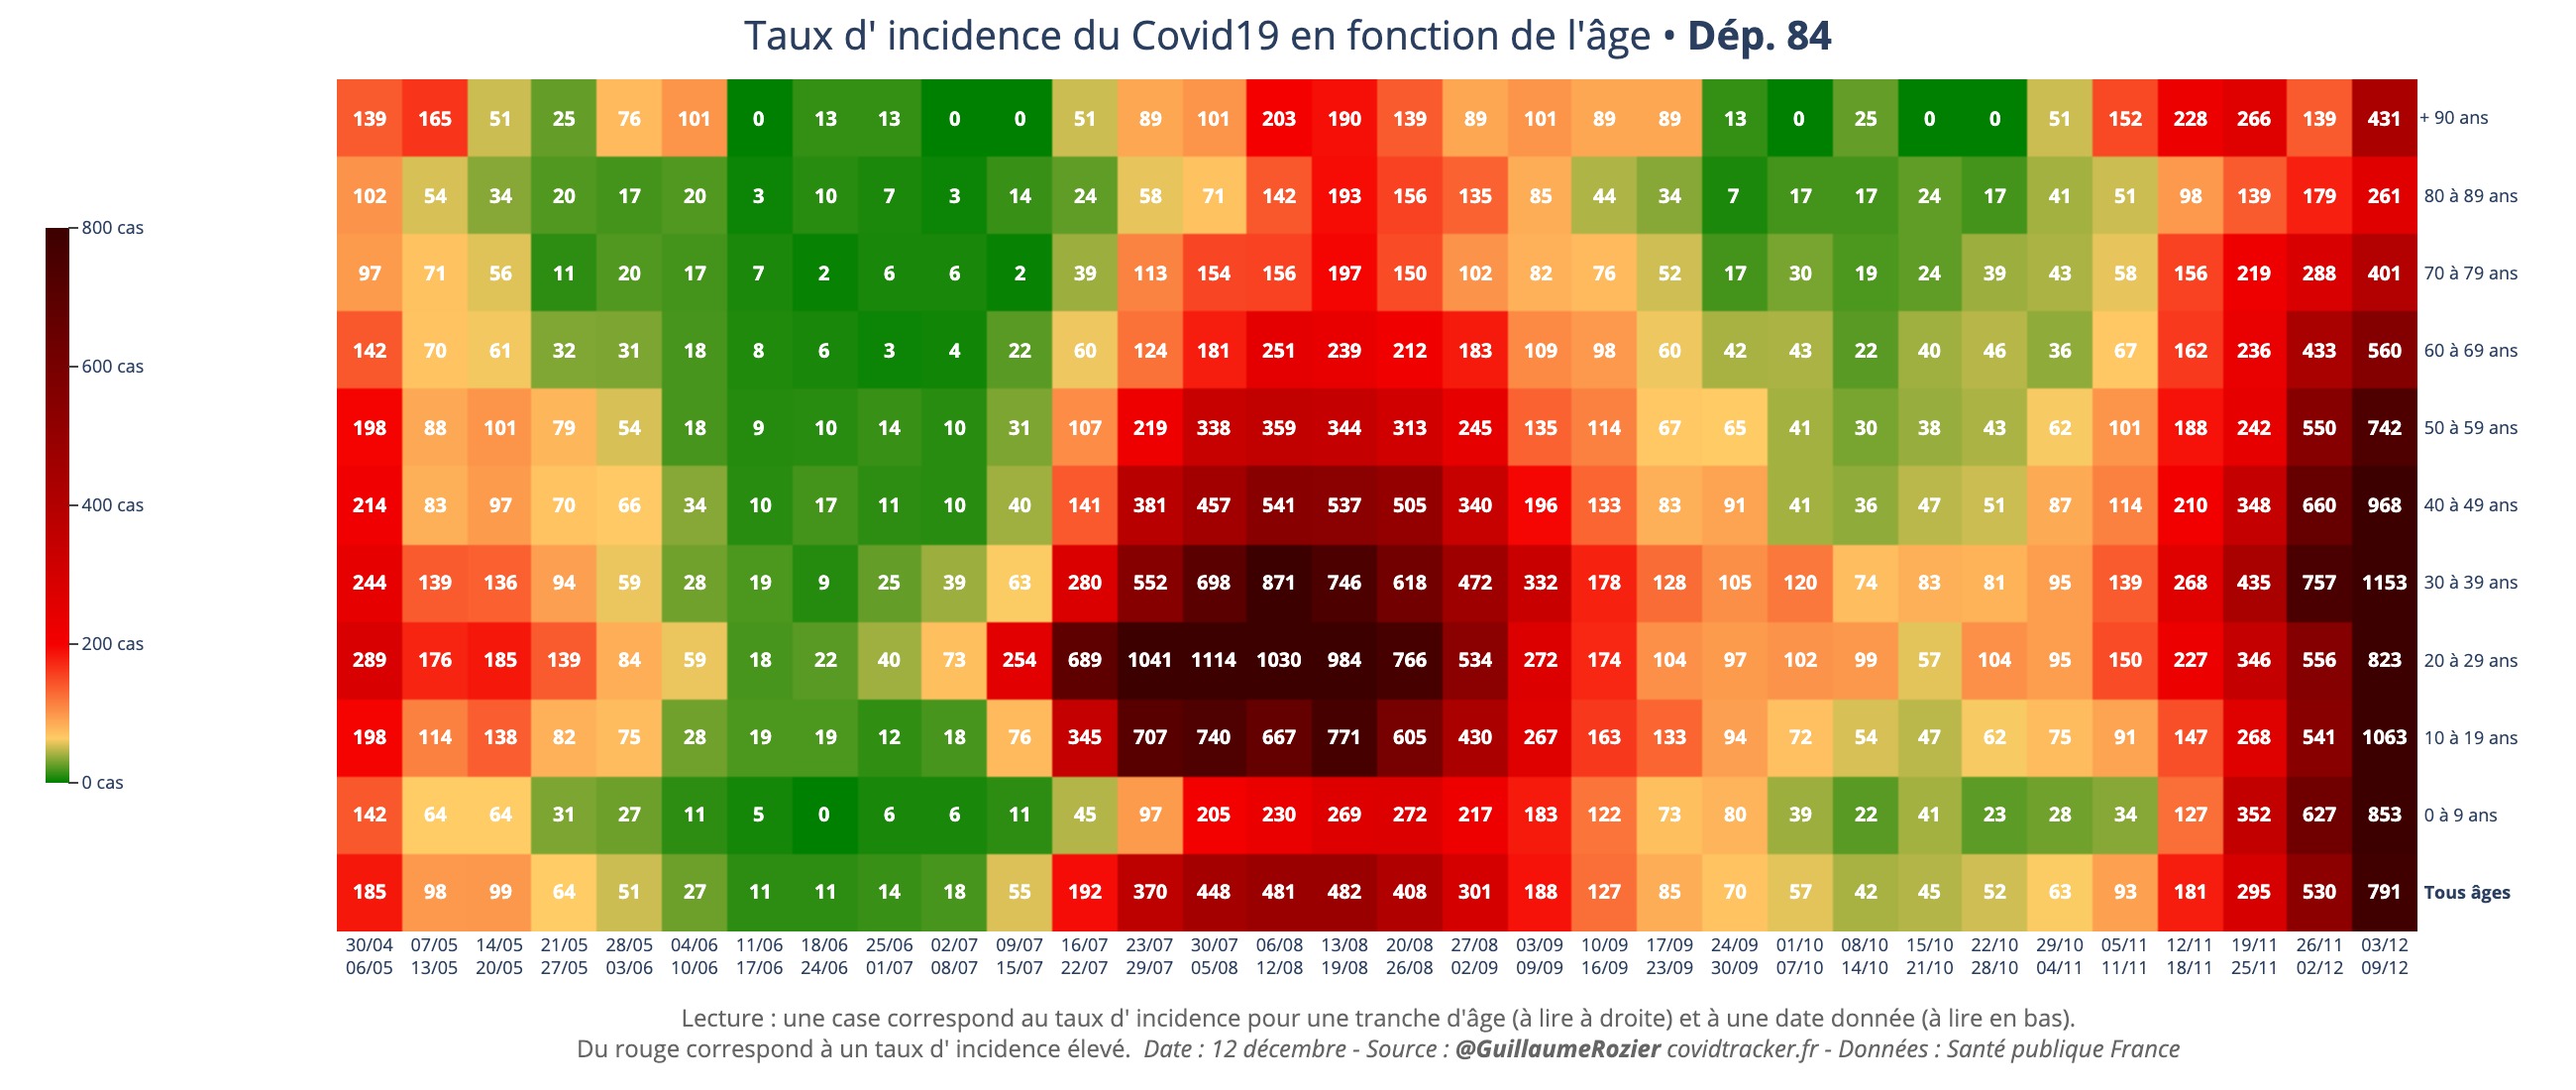 Taux d' incidence du Covid19 en fonction de l'âge • Dép. 84
139 165 51 25 76 101 0 13 13 0 0 51 89 101 203 190 139 89 101 89 89 13 0 25 0 0 51 152 228 266 139 431 + 90 ans
102 54 34 20 17 20 3 10 7 3 14 24 58 71 142 193 156 135 85 44 34 7 17 17 24 17 41 51 98 139 179 261 80 à 89 ans
800 cas
97 71 56 11 20 17 7 2 6 6 2 39 113 154 156 197 150 102 82 76 52 17 30 19 24 39 43 58 156 219 288 401 70 à 79 ans
142 70 61 32 31 18 8 6 3 4 22 60 124 181 251 239 212 183 109 98 60 42 43 22 40 46 36 67 162 236 433 560 60 à 69 ans
600 cas
198 88 101 79 54 18 9 10 14 10 31 107 219 338 359 344 313 245 135 114 67 65 41 30 38 43 62 101 188 242 550 742 50 à 59 ans
400 cas
214 83 97 70 66 34 10 17 11 10 40 141 381 457 541 537 505 340 196 133 83 91 41 36 47 51 87 114 210 348 660 968 40 à 49 ans
244 139 136 94 59 28 19 9 25 39 63 280 552 698 871 746 618 472 332 178 128 105 120 74 83 81 95 139 268 435 757 1153 30 à 39 ans
200 cas
289 176 185 139 84 59 18 22 40 73 254 689 1041 1114 1030 984 766 534 272 174 104 97 102 99 57 104 95 150 227 346 556 823 20 à 29 ans
198 114 138 82 75 28 19 19 12 18 76 345 707 740 667 771 605 430 267 163 133 94 72 54 47 62 75 91 147 268 541 1063 10 à 19 ans
0 cas
142 64 64 31 27 11 5 0 6 6 11 45 97 205 230 269 272 217 183 122 73 80 39 22 41 23 28 34 127 352 627 853 0 à 9 ans
185 98 99 64 51 27 11 11 14 18 55 192 370 448 481 482 408 301 188 127 85 70 57 42 45 52 63 93 181 295 530 791 Tous âges
30/04 07/05 14/05 21/05 28/05 04/06 11/06 18/06 25/06 02/07 09/07 16/07 23/07 30/07 06/08 13/08 20/08 27/08 03/09 10/09 17/09 24/09 01/10 08/10 15/10 22/10 29/10 05/11 12/11 19/11 26/11 03/12
06/05 13/05 20/05 27/05 03/06 10/06 17/06 24/06 01/07 08/07 15/07 22/07 29/07 05/08 12/08 19/08 26/08 02/09 09/09 16/09 23/09 30/09 07/10 14/10 21/10 28/10 04/11 11/11 18/11 25/11 02/12 09/12
Lecture : une case correspond au taux d' incidence pour une tranche d'âge (à lire à droite) et à une date donnée (à lire en bas).
Du rouge correspond à un taux d' incidence élevé. Date : 12 décembre - Source : @GuillaumeRozier covidtracker.fr - Données : Santé publique France